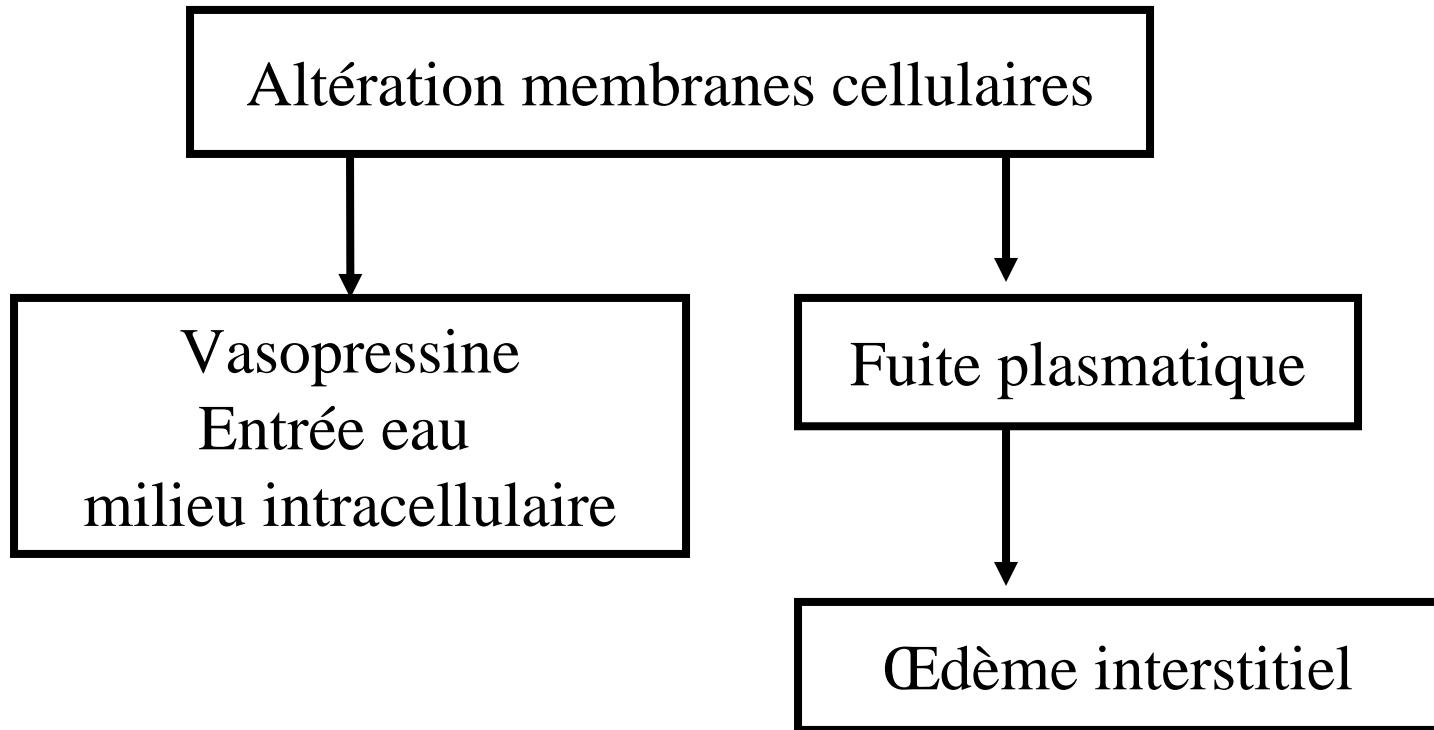 Altération membranes cellulaires
Vasopressine
Entrée eau
milieu intracellulaire
Fuite plasmatique
Œdème interstitiel